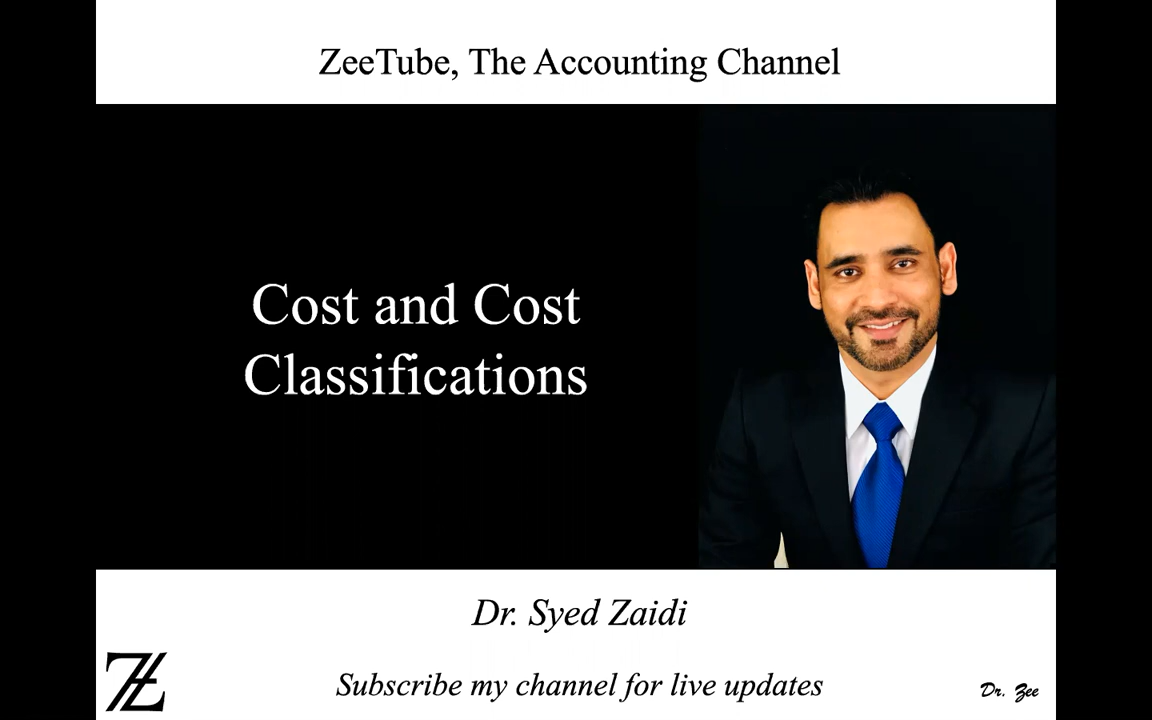 ZeeTube, The Accounting Channel
Cost and Cost
Classifications
Dr. Syed Zaidi
Subscribe my channel for live updates
Dr. Zee